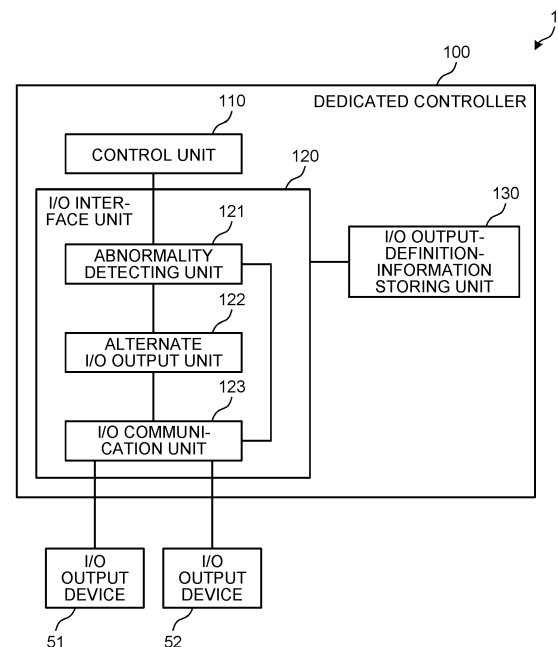 1
100
DEDICATED CONTROLLER
110
CONTROL UNIT
120
I/O INTER-
FACE UNIT
121
ABNORMALITY
DETECTING UNIT
130
I/O OUTPUT-
DEFINITION-
INFORMATION
STORING UNIT
122
ALTERNATE
I/O OUTPUT UNIT
123
I/O COMMUNI-
CATION UNIT
I/O
OUTPUT
DEVICE
I/O
OUTPUT
DEVICE
51
52